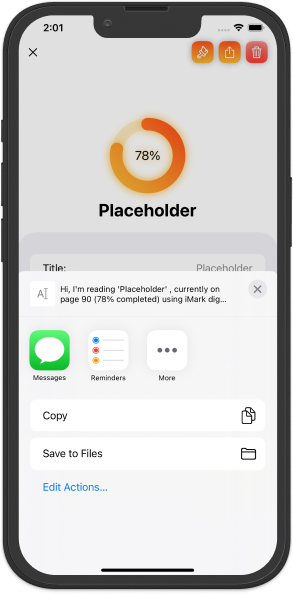 2:01
78%
Placeholder
Title: Placeholder
A
Hi, I'm reading 'Placeholder' , currently on
page 90 (78% completed) using iMark dig...
Messages Reminders More
Copy
Save to Files
Edit Actions...